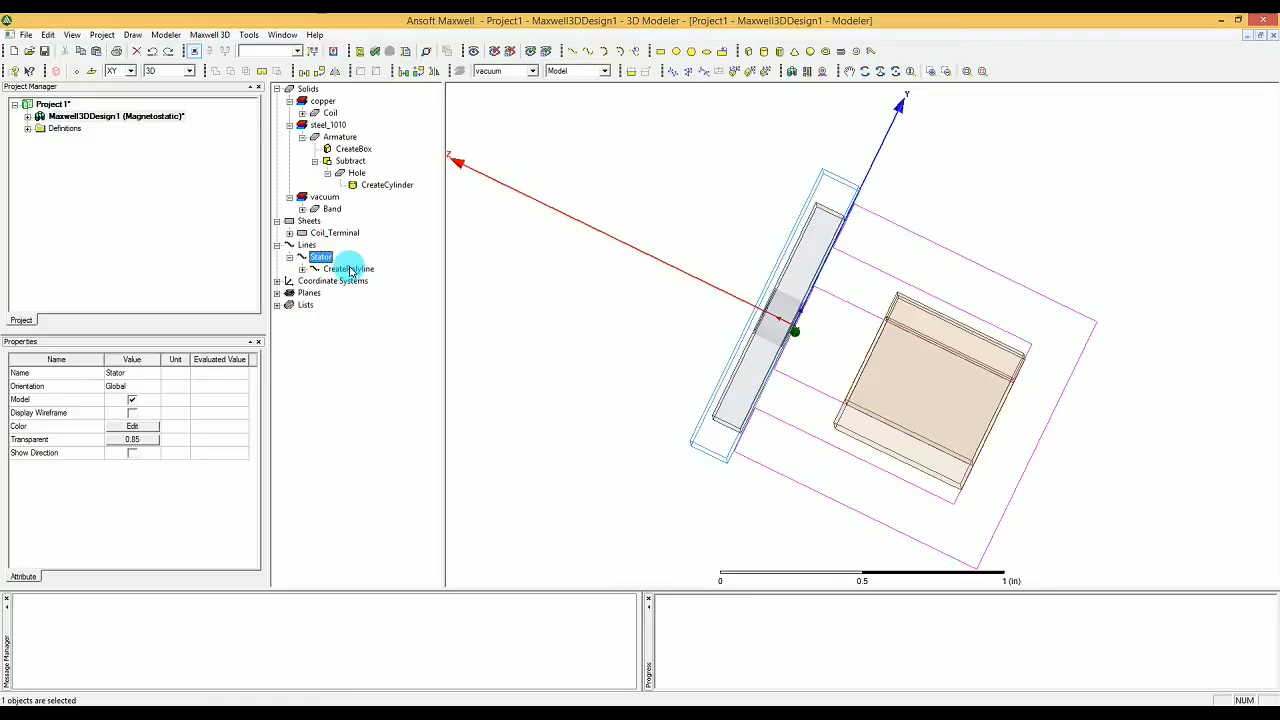 Ansoft Maxwell - Project1 - Maxwell3DDesign1 - 3D Modeler - [Project1 - Maxwell3DDesign1 - Modeler]
File Edit View Project Draw Modeler Maxwell 3D Tools Window Help
XY 3D vacuum Model
Project Manager
Project1*
Maxwell3DDesign1 (Magnetostatic)*
Definitions
Project
Properties
Name Value Unit Evaluated Value
Name Stator
Orientation Global
Model
Display Wireframe
Color Edit
Transparent 0.85
Show Direction
Attribute
Solids
copper
Coil
steel_1010
Armature
CreateBox
Subtract
Hole
CreateCylinder
vacuum
Band
Sheets
Coil_Terminal
Lines
Stator
CreatePolyline
Coordinate Systems
Planes
Lists
Y
Z
0 0.5 1 (in)
Message Manager
Progress
1 objects are selected
NUM